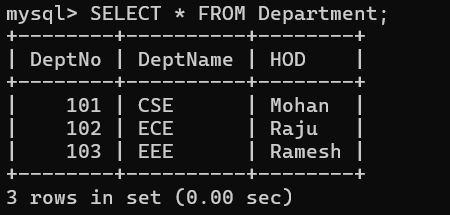 mysql> SELECT * FROM Department;
+--------+----------+--------+
| DeptNo | DeptName | HOD    |
+--------+----------+--------+
|    101 | CSE      | Mohan  |
|    102 | ECE      | Raju   |
|    103 | EEE      | Ramesh |
+--------+----------+--------+
3 rows in set (0.00 sec)